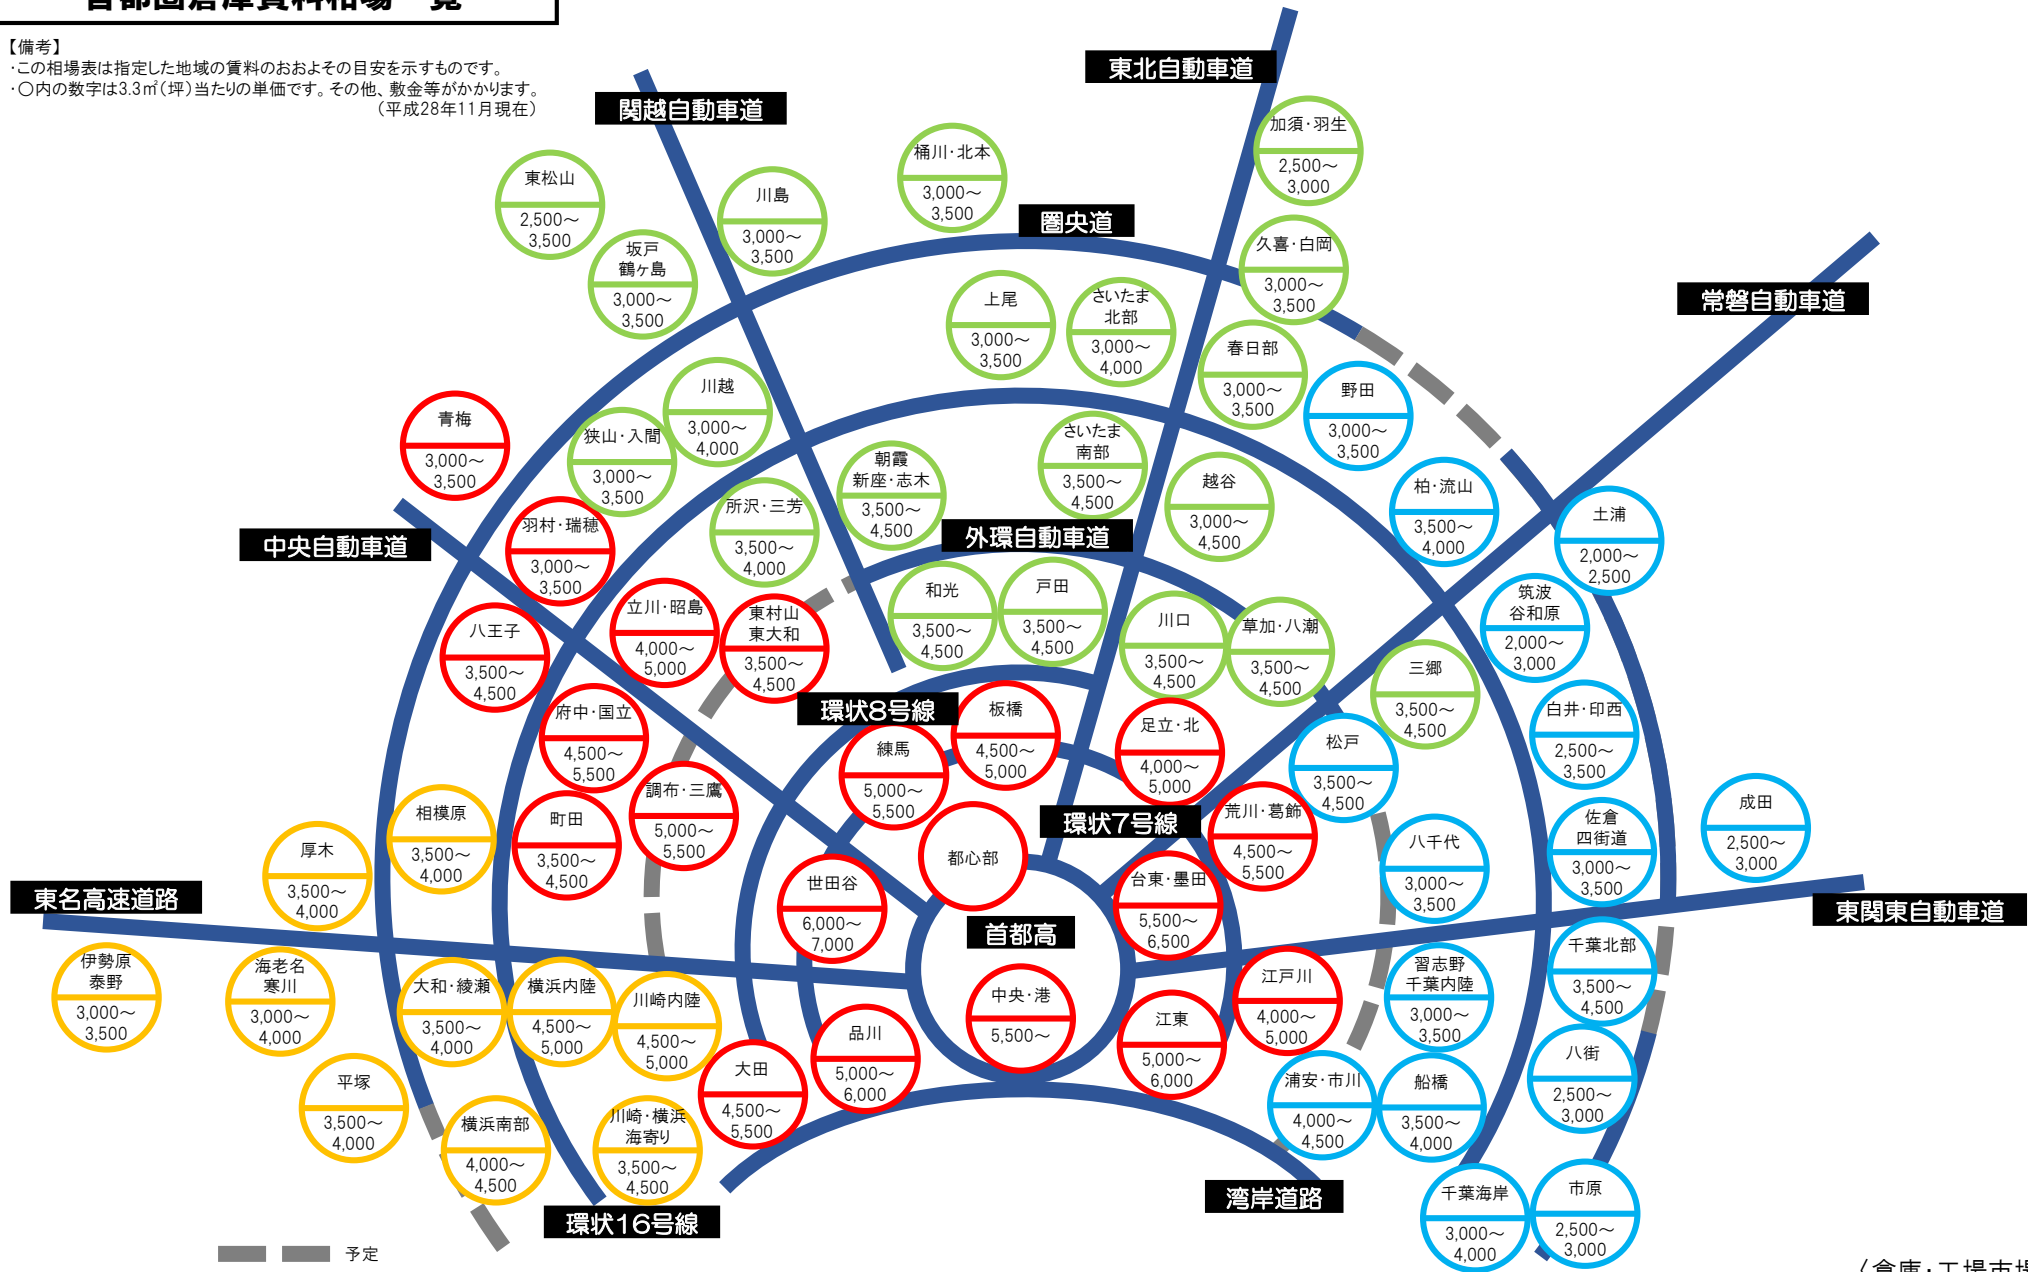 首都圏倉庫賃料相場一覧
【備考】
・この相場表は指定した地域の賃料のおおよその目安を示すものです。
・○内の数字は3.3㎡(坪)当たりの単価です。その他、敷金等がかかります。
(平成28年11月現在)
東北自動車道
関越自動車道
加須・羽生
2,500～
3,000
桶川・北本
3,000～
3,500
東松山
2,500～
3,500
川島
3,000～
3,500
圏央道
坂戸
鶴ヶ島
3,000～
3,500
久喜・白岡
3,000～
3,500
常磐自動車道
上尾
3,000～
3,500
さいたま
北部
3,000～
4,000
春日部
3,000～
3,500
野田
3,000～
3,500
川越
3,000～
4,000
青梅
3,000～
3,500
狭山・入間
3,000～
3,500
さいたま
南部
3,500～
4,500
朝霞
新座・志木
3,500～
4,500
越谷
3,000～
4,500
柏・流山
3,500～
4,000
所沢・三芳
3,500～
4,000
土浦
2,000～
2,500
羽村・瑞穂
3,000～
3,500
外環自動車道
中央自動車道
和光
3,500～
4,500
戸田
3,500～
4,500
筑波
谷和原
2,000～
3,000
立川・昭島
4,000～
5,000
東村山
東大和
3,500～
4,500
川口
3,500～
4,500
草加・八潮
3,500～
4,500
八王子
3,500～
4,500
三郷
3,500～
4,500
府中・国立
4,500～
5,500
環状8号線
板橋
4,500～
5,000
足立・北
4,000～
5,000
白井・印西
2,500～
3,500
松戸
3,500～
4,500
練馬
5,000～
5,500
調布・三鷹
5,000～
5,500
相模原
3,500～
4,000
町田
3,500～
4,500
環状7号線
荒川・葛飾
4,500～
5,500
成田
2,500～
3,000
佐倉
四街道
3,000～
3,500
八千代
3,000～
3,500
厚木
3,500～
4,000
都心部
世田谷
6,000～
7,000
台東・墨田
5,500～
6,500
東名高速道路
東関東自動車道
首都高
千葉北部
3,500～
4,500
伊勢原
泰野
3,000～
3,500
海老名
寒川
3,000～
4,000
大和・綾瀬
3,500～
4,000
横浜内陸
4,500～
5,000
川崎内陸
4,500～
5,000
習志野
千葉内陸
3,000～
3,500
江戸川
4,000～
5,000
中央・港
5,500～
江東
5,000～
6,000
品川
5,000～
6,000
八街
2,500～
3,000
大田
4,500～
5,500
浦安・市川
4,000～
4,500
船橋
3,500～
4,000
平塚
3,500～
4,000
横浜南部
4,000～
4,500
川崎・横浜
海寄り
3,500～
4,500
湾岸道路
千葉海岸
3,000～
4,000
市原
2,500～
3,000
環状16号線
予定
(倉庫・工場市場